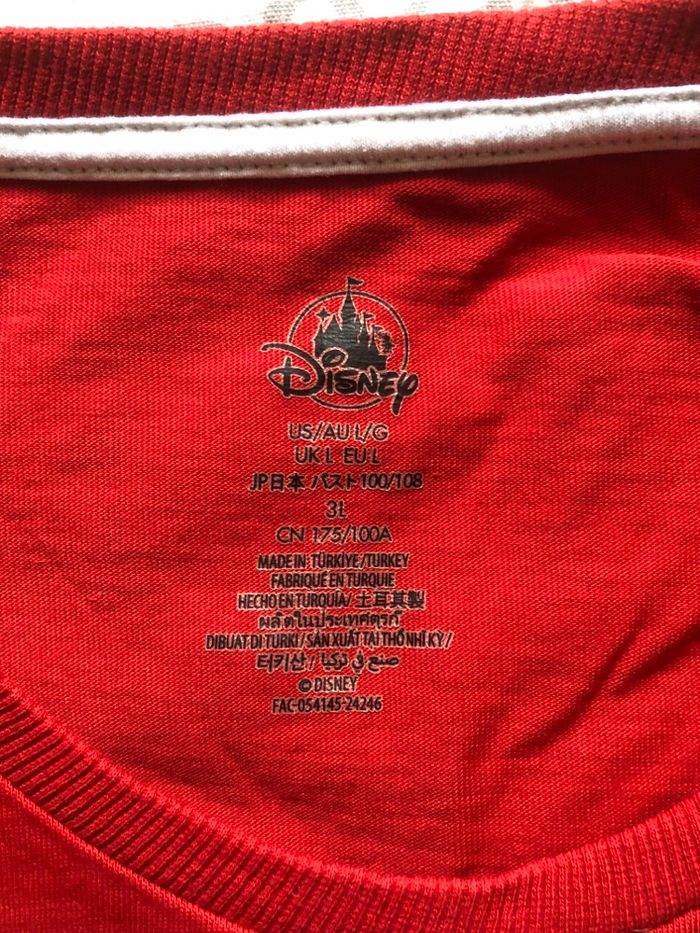 DISNEY
US/AU L/G
UK L EU L
JP日本 バスト100/108
3L
CN 175/100A
MADE IN TÜRKİYE/TURKEY
FABRIQUÉ EN TURQUIE
HECHO EN TURQUÍA/土耳其製
ผลิตในประเทศตุรกี
DIBUAT DI TURKI/SẢN XUẤT TẠI THỔ NHĨ KỲ//
터키산/صنع في تركيا
©DISNEY
FAC-054145-24246